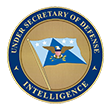 UNDER SECRETARY OF DEFENSE
INTELLIGENCE